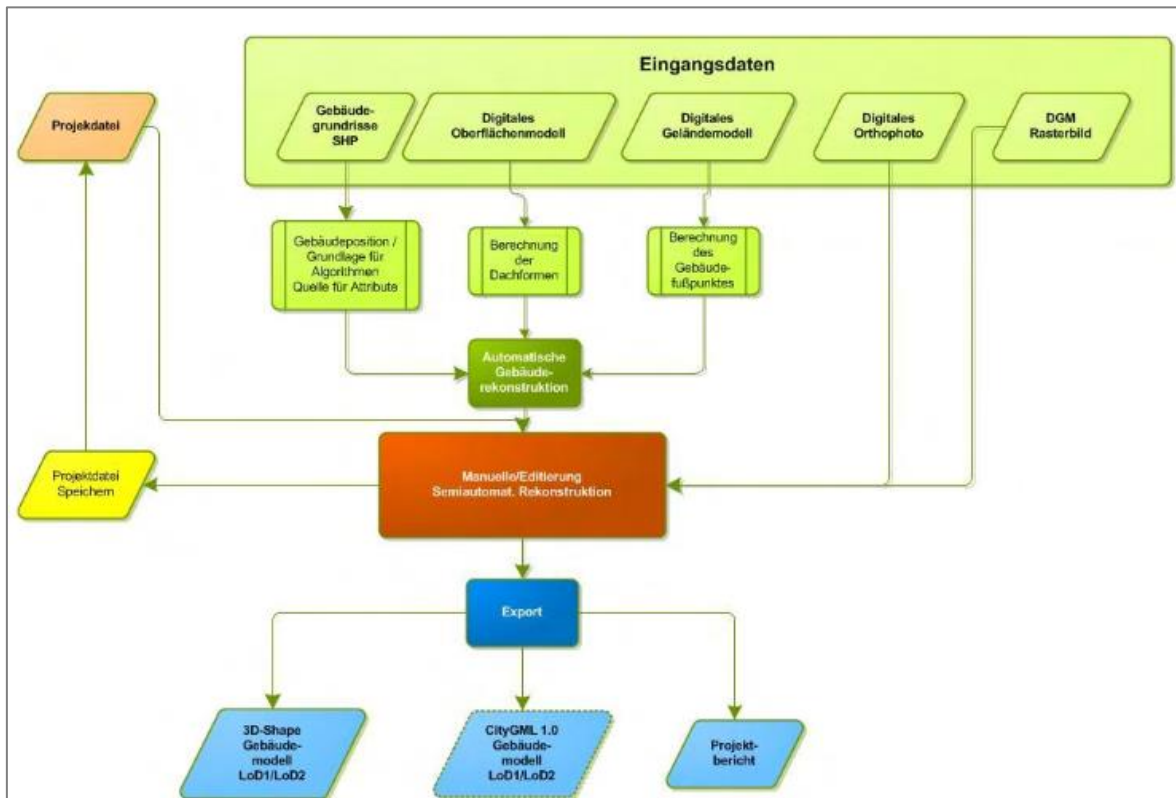 Eingangsdaten
Projekdatei
Gebäude-
grundrisse
SHP
Digitales
Oberflächenmodell
Digitales
Geländemodell
Digitales
Orthophoto
DGM
Rasterbild
Gebäudeposition /
Grundlage für
Algorithmen
Quelle für Attribute
Berechnung
der
Dachformen
Berechnung
des
Gebäude-
fußpunktes
Automatische
Gebäude-
rekonstruktion
Manuelle/Editierung
Semiautomat. Rekonstruktion
Projektdatei
Speichern
Export
3D-Shape
Gebäude-
modell
LoD1/LoD2
CityGML 1.0
Gebäude-
modell
LoD1/LoD2
Projekt-
bericht